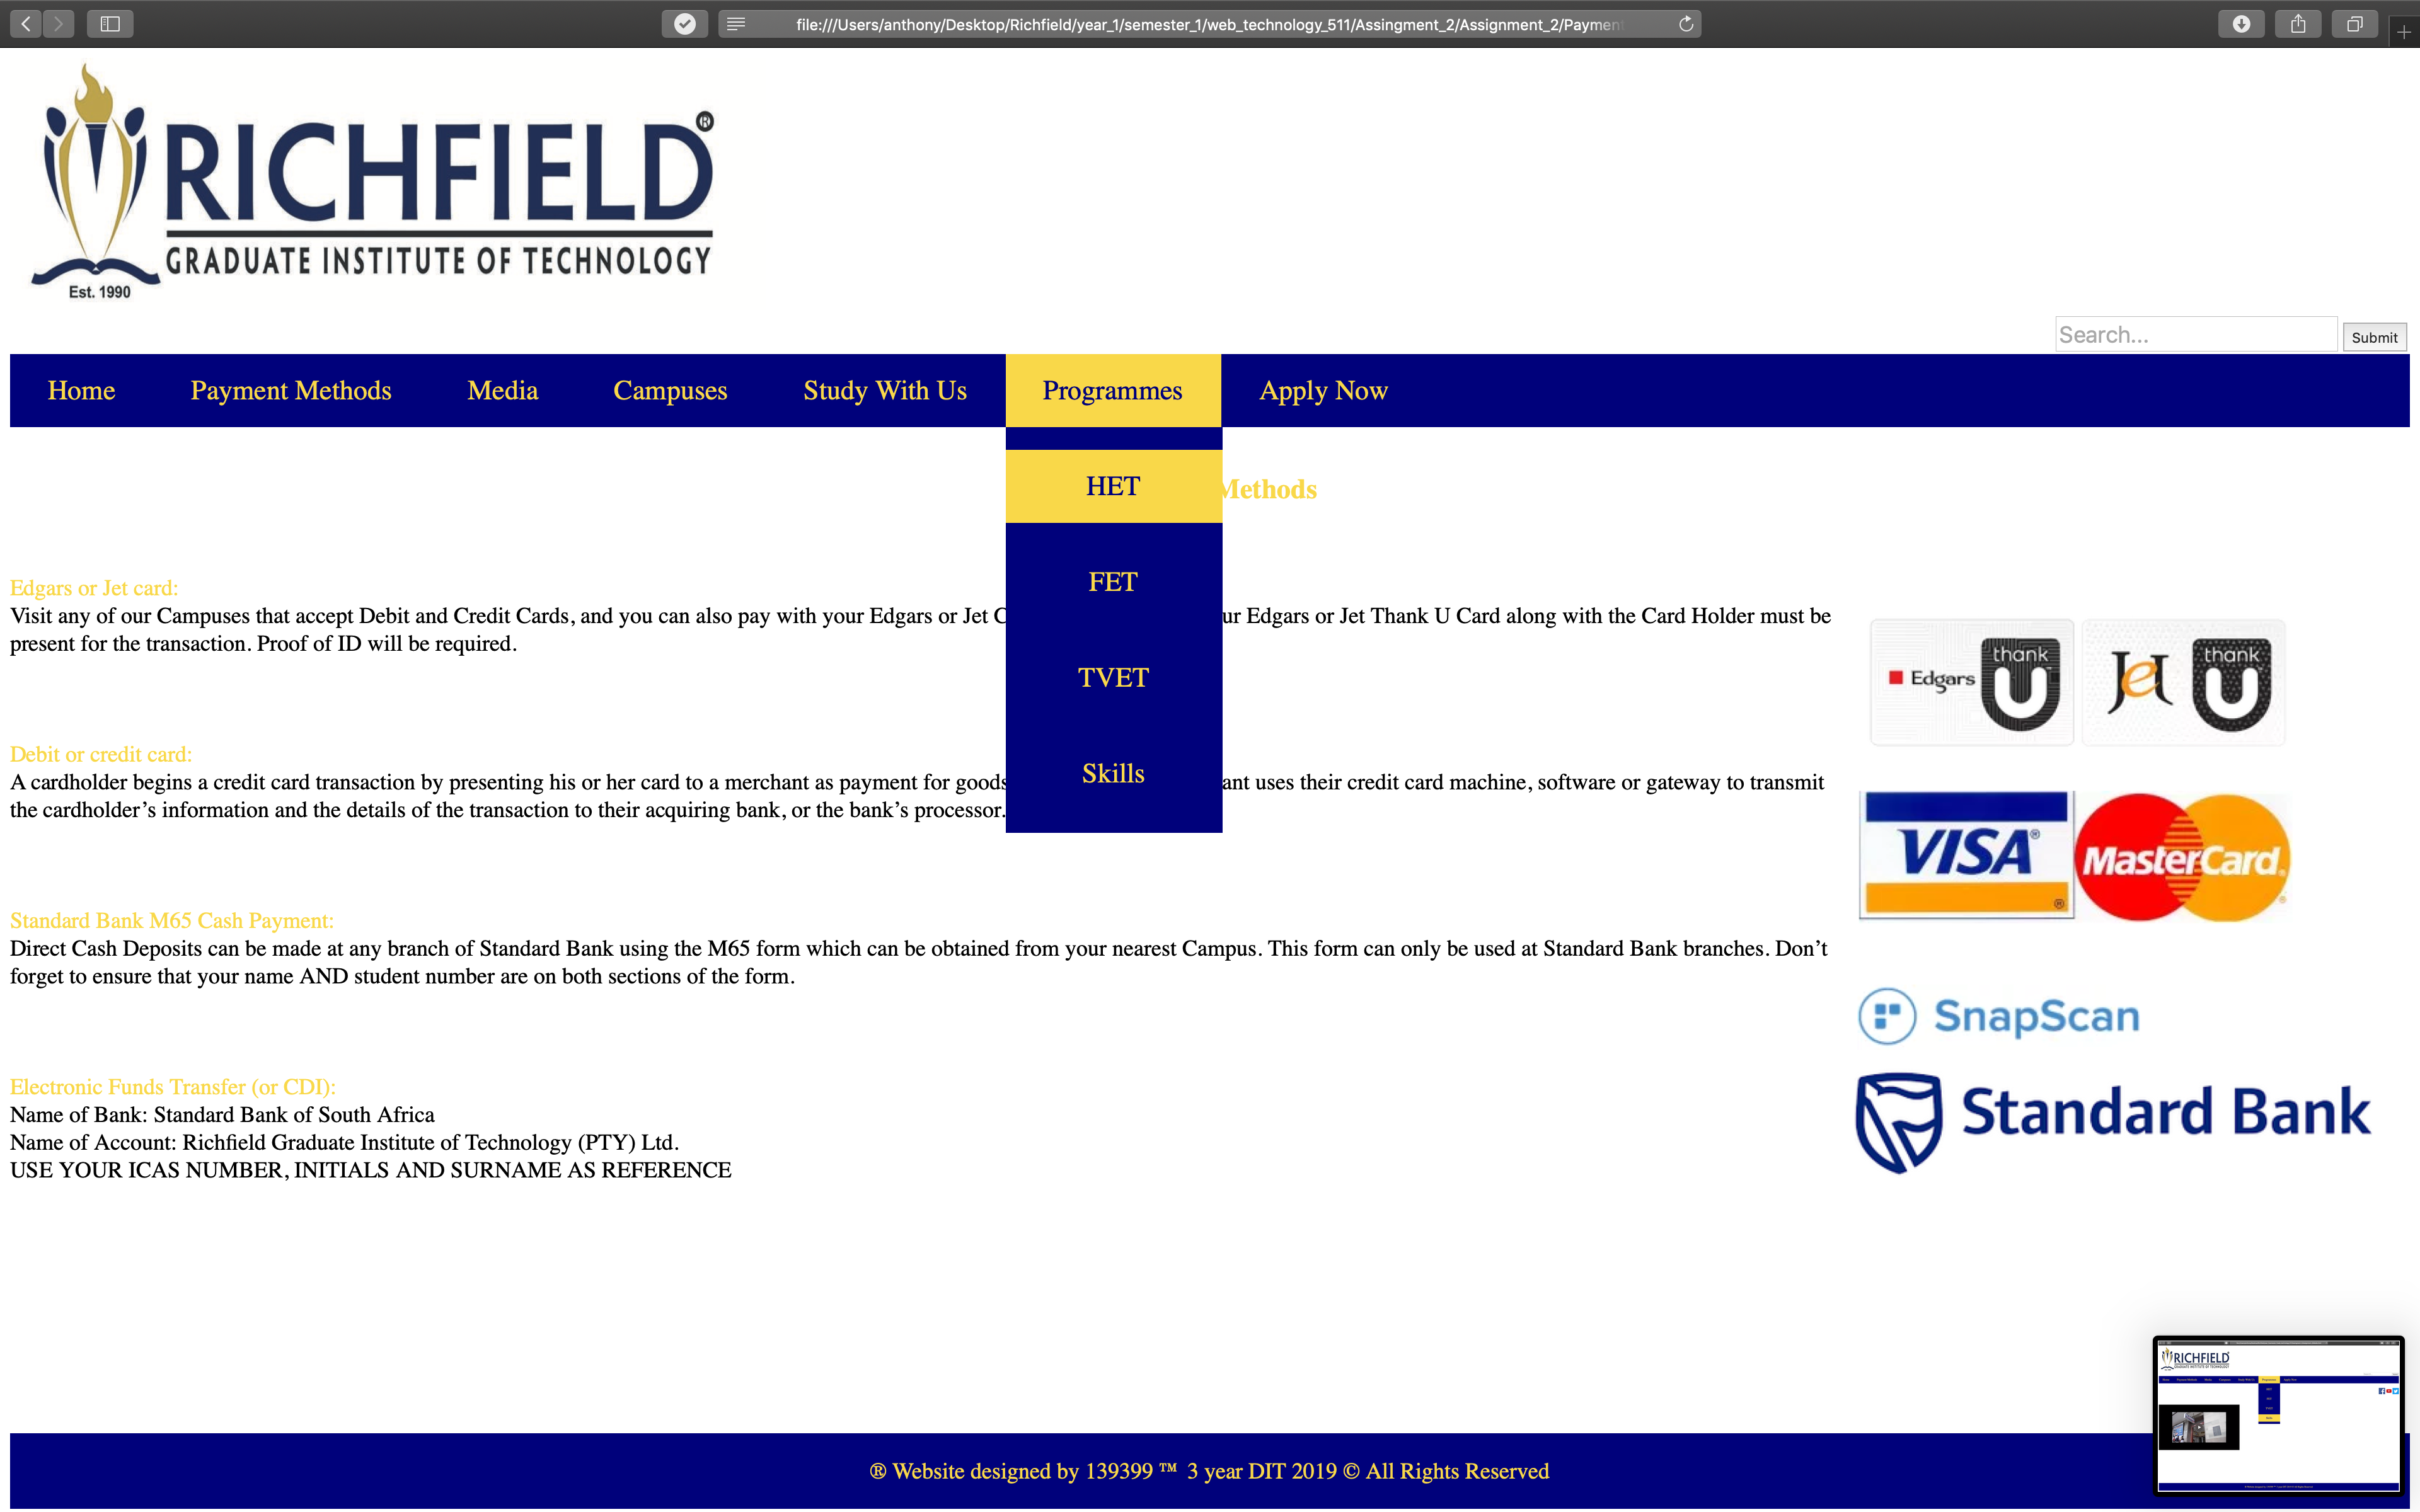 file:///Users/anthony/Desktop/Richfield/year_1/semester_1/web_technology_511/Assingment_2/Assignment_2/Paymen
RICHFIELD®
GRADUATE INSTITUTE OF TECHNOLOGY
Est. 1990
Search... Submit
Home Payment Methods Media Campuses Study With Us Programmes Apply Now
HET
Methods
FET
TVET
Skills
Edgars or Jet card:
Visit any of our Campuses that accept Debit and Credit Cards, and you can also pay with your Edgars or Jet C ur Edgars or Jet Thank U Card along with the Card Holder must be
present for the transaction. Proof of ID will be required.
Edgars thank U
Jet thank U
Debit or credit card:
A cardholder begins a credit card transaction by presenting his or her card to a merchant as payment for goods ant uses their credit card machine, software or gateway to transmit
the cardholder’s information and the details of the transaction to their acquiring bank, or the bank’s processor.
VISA® MasterCard®
Standard Bank M65 Cash Payment:
Direct Cash Deposits can be made at any branch of Standard Bank using the M65 form which can be obtained from your nearest Campus. This form can only be used at Standard Bank branches. Don’t
forget to ensure that your name AND student number are on both sections of the form.
SnapScan
Electronic Funds Transfer (or CDI):
Name of Bank: Standard Bank of South Africa
Name of Account: Richfield Graduate Institute of Technology (PTY) Ltd.
USE YOUR ICAS NUMBER, INITIALS AND SURNAME AS REFERENCE
Standard Bank
® Website designed by 139399 ™ 3 year DIT 2019 © All Rights Reserved
RICHFIELD